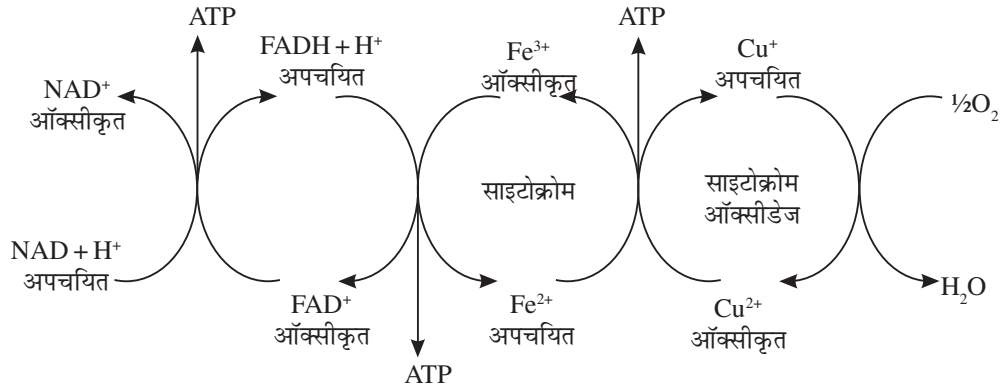 ATP
ATP
FADH + H⁺
अपचयित
Fe³⁺
ऑक्सीकृत
Cu⁺
अपचयित
NAD⁺
ऑक्सीकृत
½O₂
साइटोक्रोम
साइटोक्रोम
ऑक्सीडेज
NAD + H⁺
अपचयित
FAD⁺
ऑक्सीकृत
Fe²⁺
अपचयित
Cu²⁺
ऑक्सीकृत
H₂O
ATP